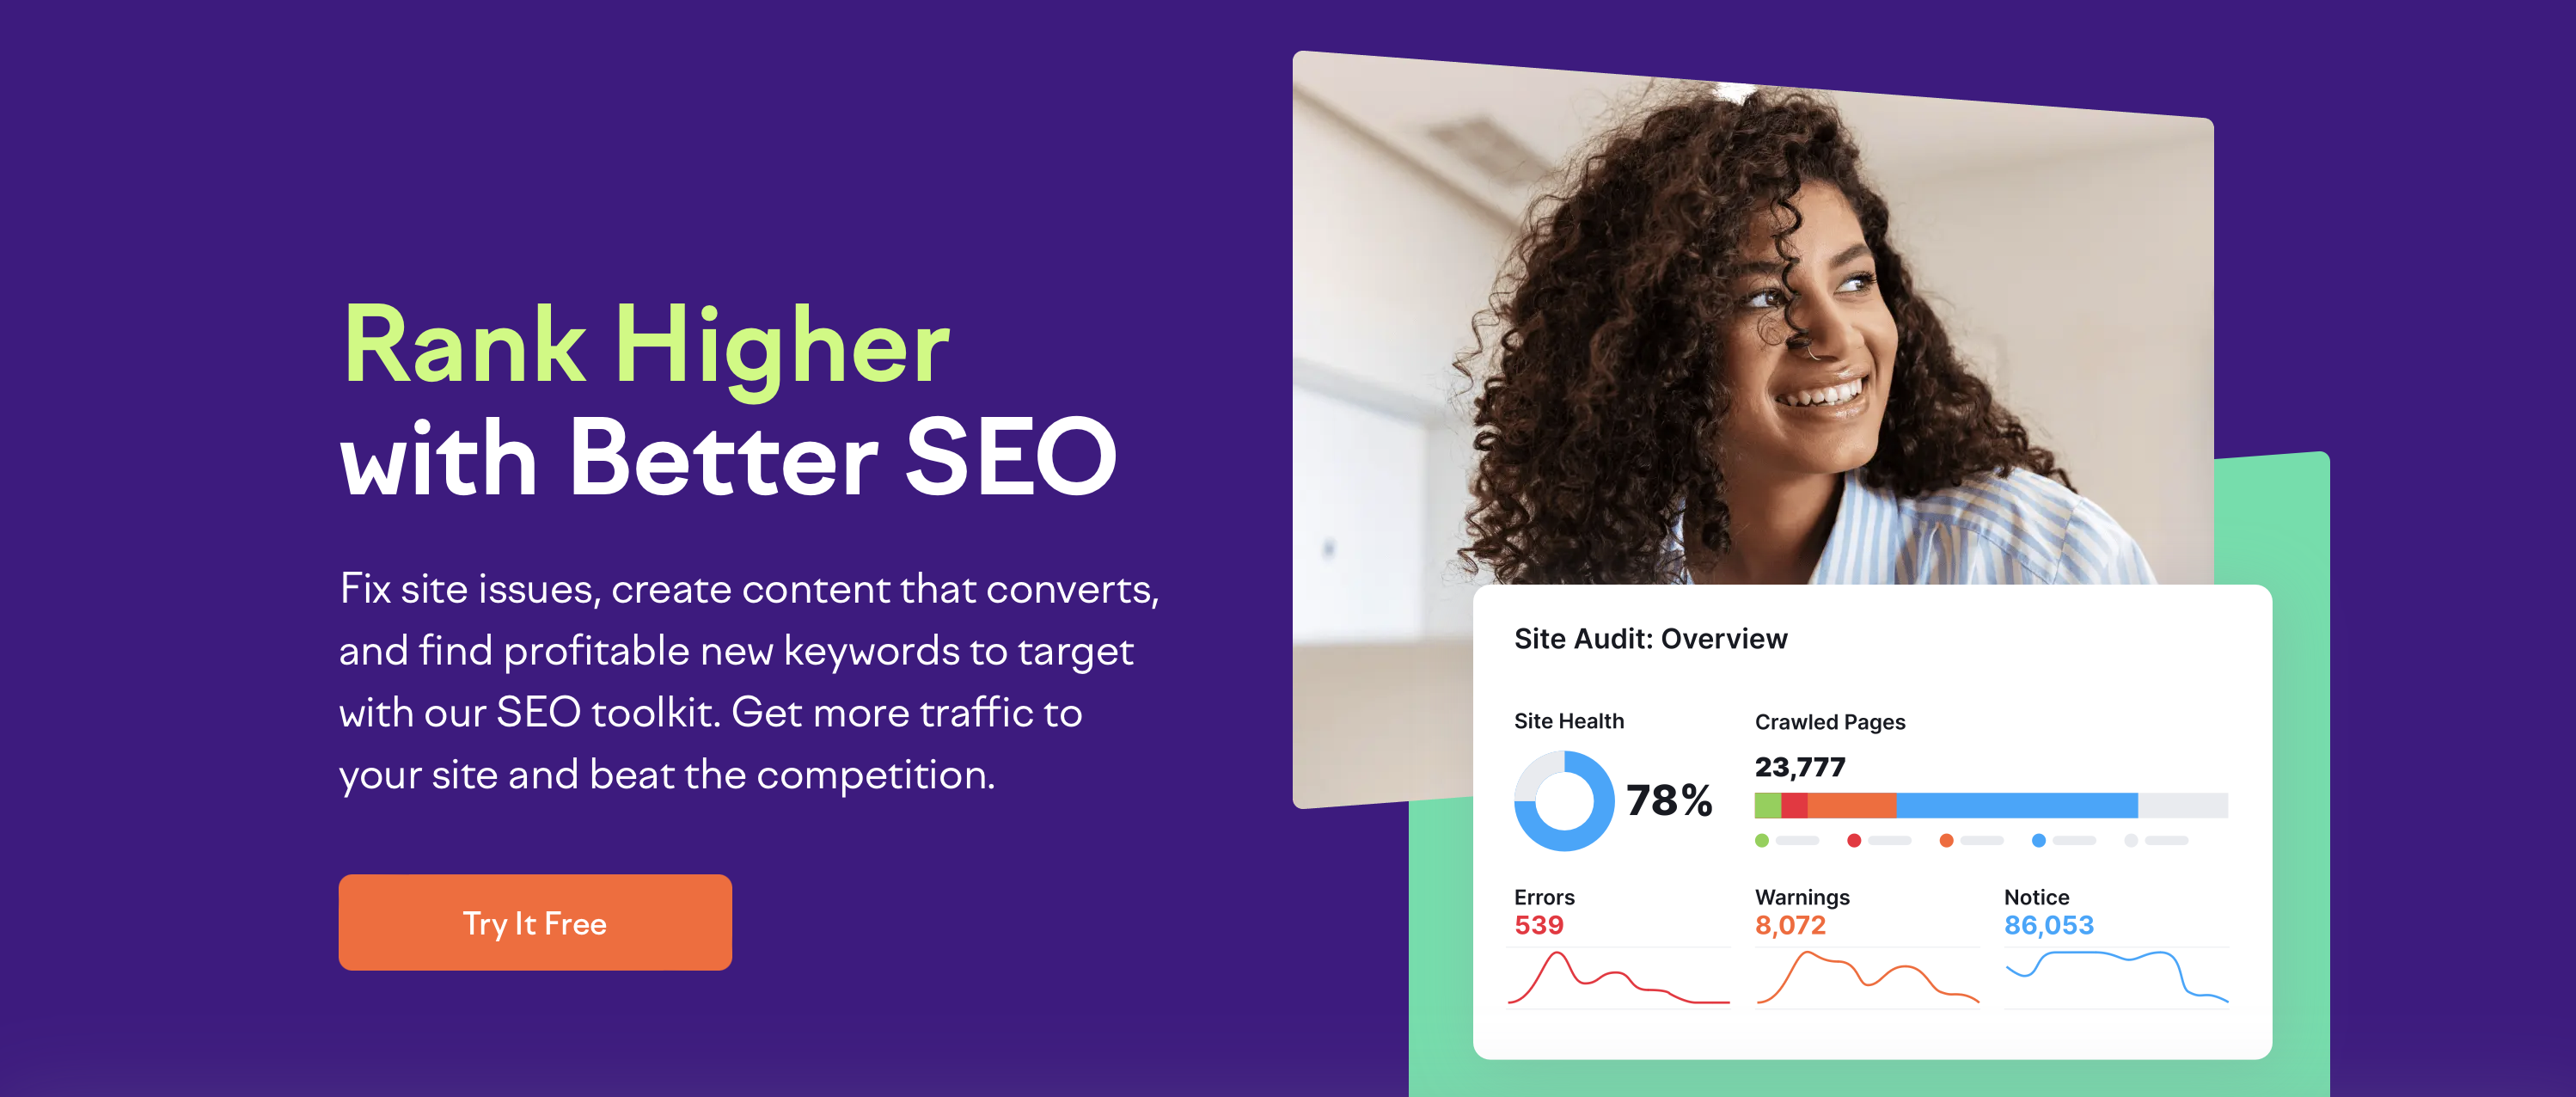 Rank Higher
with Better SEO
Fix site issues, create content that converts,
and find profitable new keywords to target
with our SEO toolkit. Get more traffic to
your site and beat the competition.
Try It Free
Site Audit: Overview
Site Health
78%
Crawled Pages
23,777
Errors
539
Warnings
8,072
Notice
86,053